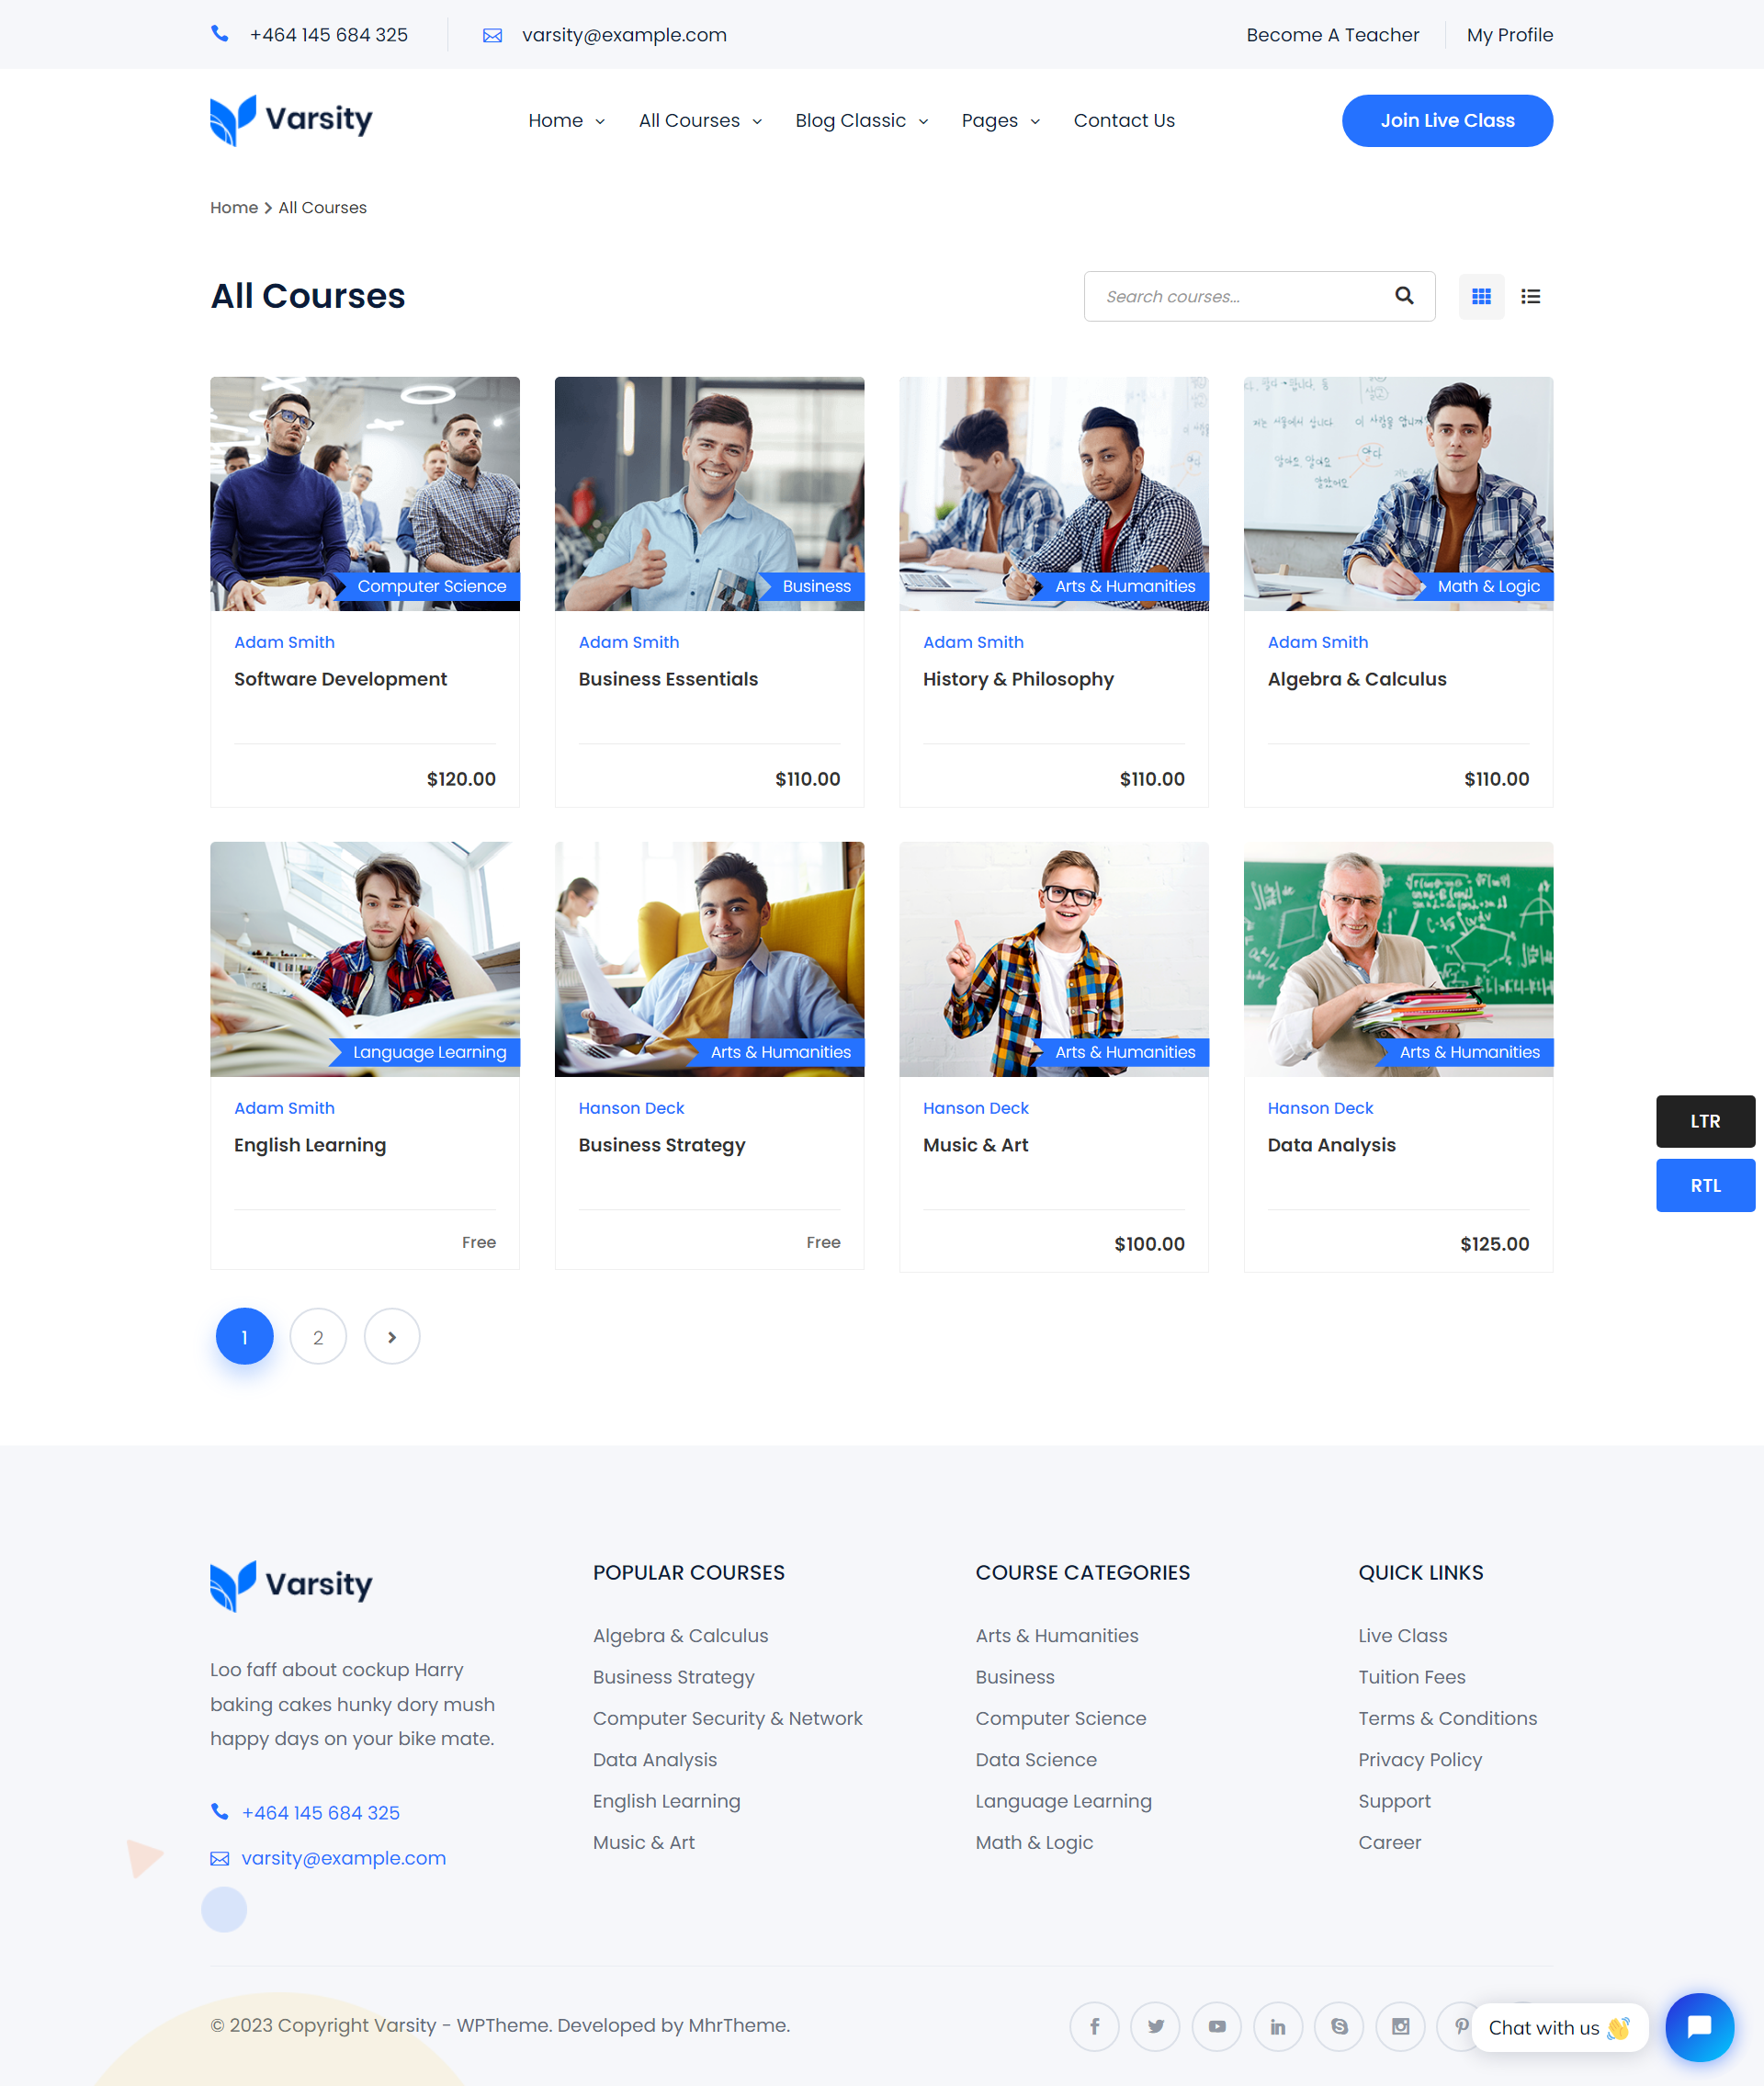 +464 145 684 325
varsity@example.com
Become A Teacher
My Profile
Varsity
Home
All Courses
Blog Classic
Pages
Contact Us
Join Live Class
Home > All Courses
All Courses
Search courses...
Computer Science
Business
Arts & Humanities
Math & Logic
Adam Smith
Adam Smith
Adam Smith
Adam Smith
Software Development
Business Essentials
History & Philosophy
Algebra & Calculus
$120.00
$110.00
$110.00
$110.00
Language Learning
Arts & Humanities
Arts & Humanities
Arts & Humanities
Adam Smith
Hanson Deck
Hanson Deck
Hanson Deck
English Learning
Business Strategy
Music & Art
Data Analysis
Free
Free
$100.00
$125.00
LTR
RTL
1
2
Varsity
Loo faff about cockup Harry
baking cakes hunky dory mush
happy days on your bike mate.
+464 145 684 325
varsity@example.com
POPULAR COURSES
Algebra & Calculus
Business Strategy
Computer Security & Network
Data Analysis
English Learning
Music & Art
COURSE CATEGORIES
Arts & Humanities
Business
Computer Science
Data Science
Language Learning
Math & Logic
QUICK LINKS
Live Class
Tuition Fees
Terms & Conditions
Privacy Policy
Support
Career
© 2023 Copyright Varsity - WPTheme. Developed by MhrTheme.
Chat with us 👋